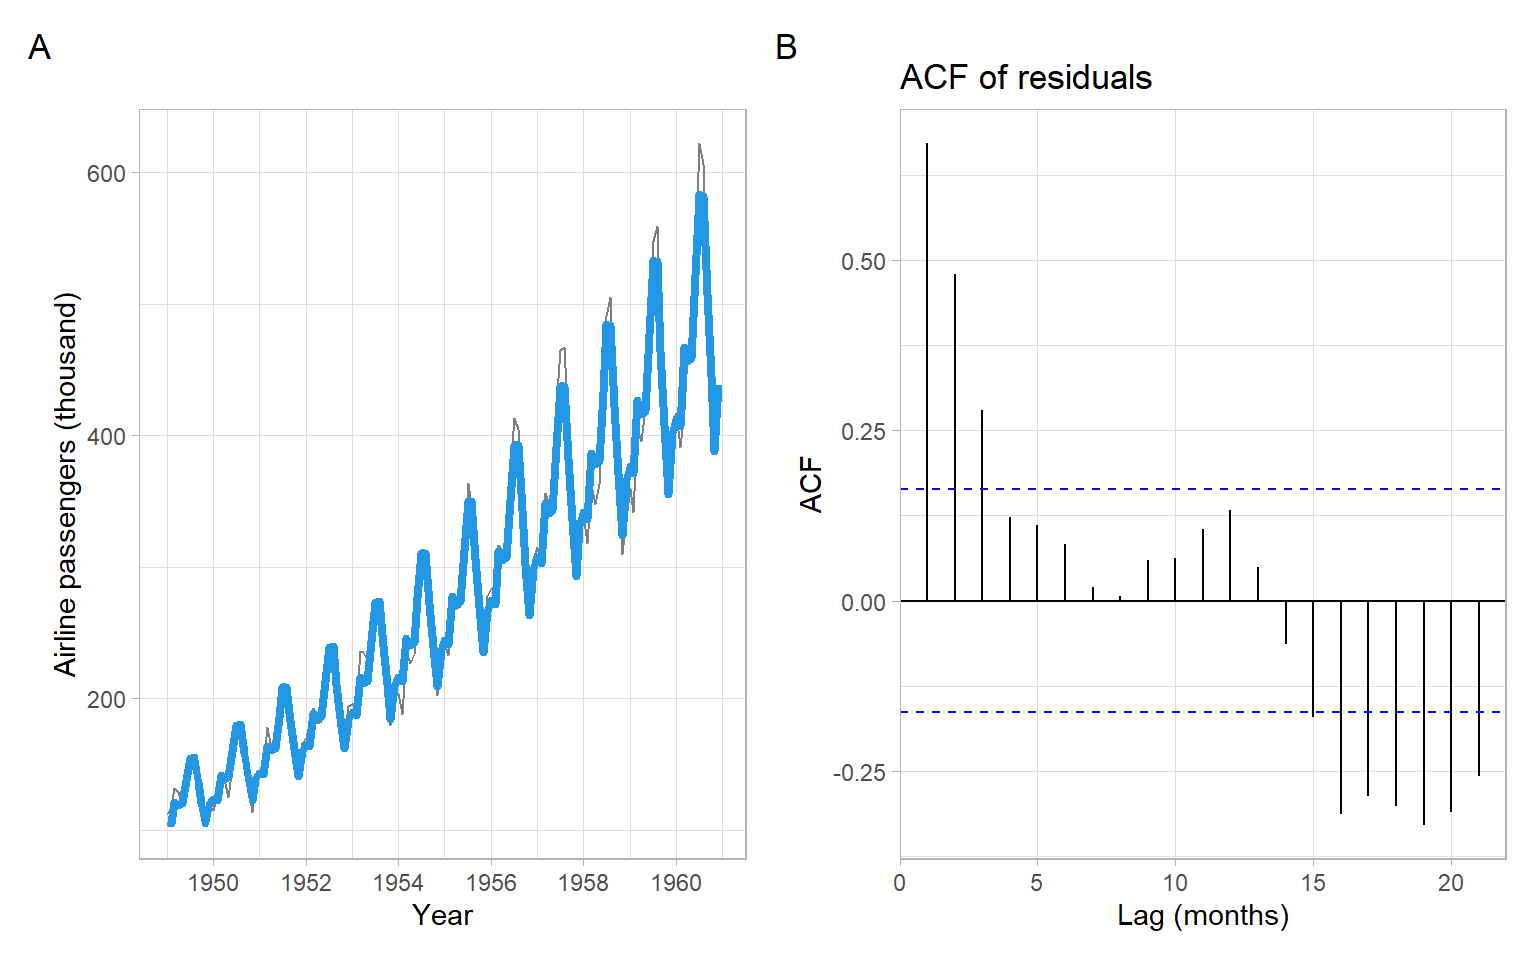 A
600
400
200
Airline passengers (thousand)
1950 1952 1954 1956 1958 1960
Year
B
ACF of residuals
0.50
0.25
0.00
-0.25
ACF
0 5 10 15 20
Lag (months)